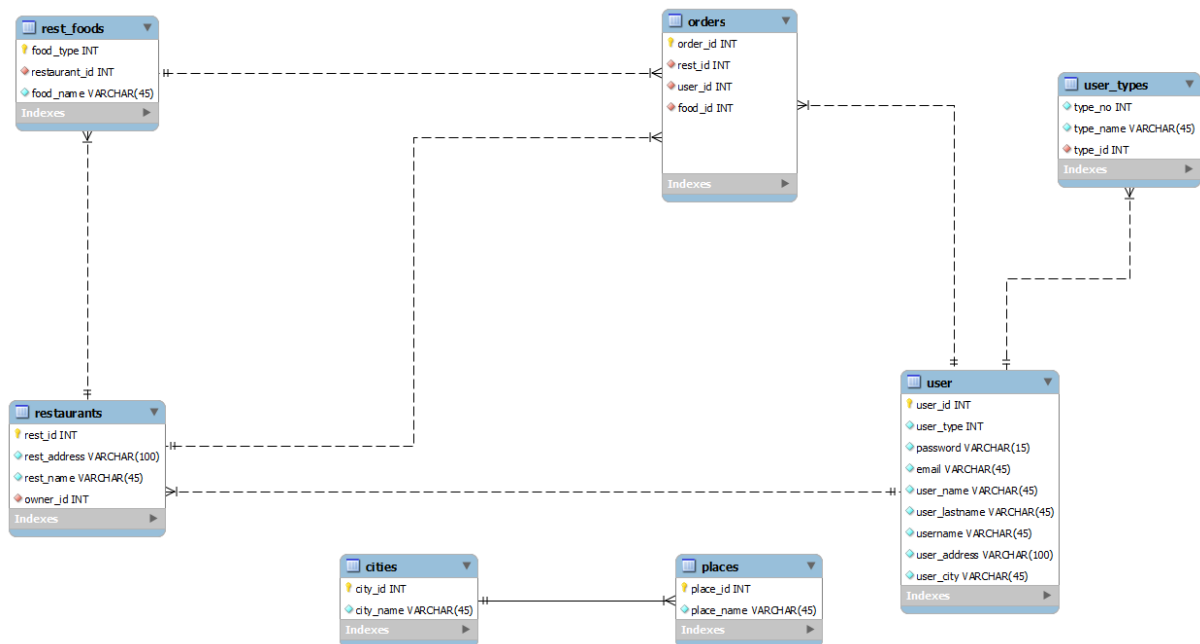 rest_foods
food_type INT
restaurant_id INT
food_name VARCHAR(45)
Indexes
orders
order_id INT
rest_id INT
user_id INT
food_id INT
Indexes
user_types
type_no INT
type_name VARCHAR(45)
type_id INT
Indexes
restaurants
rest_id INT
rest_address VARCHAR(100)
rest_name VARCHAR(45)
owner_id INT
Indexes
user
user_id INT
user_type INT
password VARCHAR(15)
email VARCHAR(45)
user_name VARCHAR(45)
user_lastname VARCHAR(45)
username VARCHAR(45)
user_address VARCHAR(100)
user_city VARCHAR(45)
Indexes
cities
city_id INT
city_name VARCHAR(45)
Indexes
places
place_id INT
place_name VARCHAR(45)
Indexes